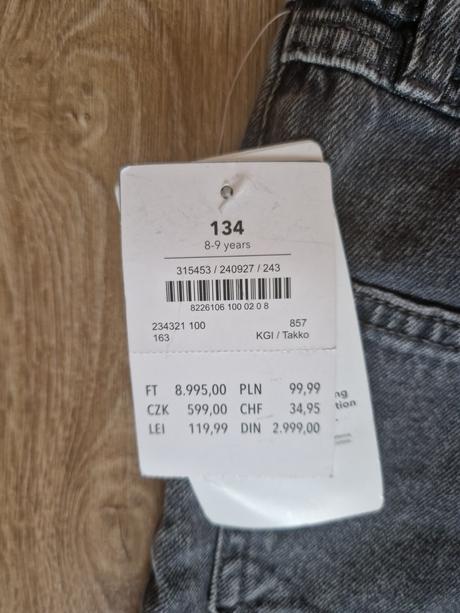 134
8-9 years
315453 / 240927 / 243
8226106 100 02 0 8
234321 100 857
163 KGI / Takko
FT 8.995,00 PLN 99,99
CZK 599,00 CHF 34,95
LEI 119,99 DIN 2.999,00